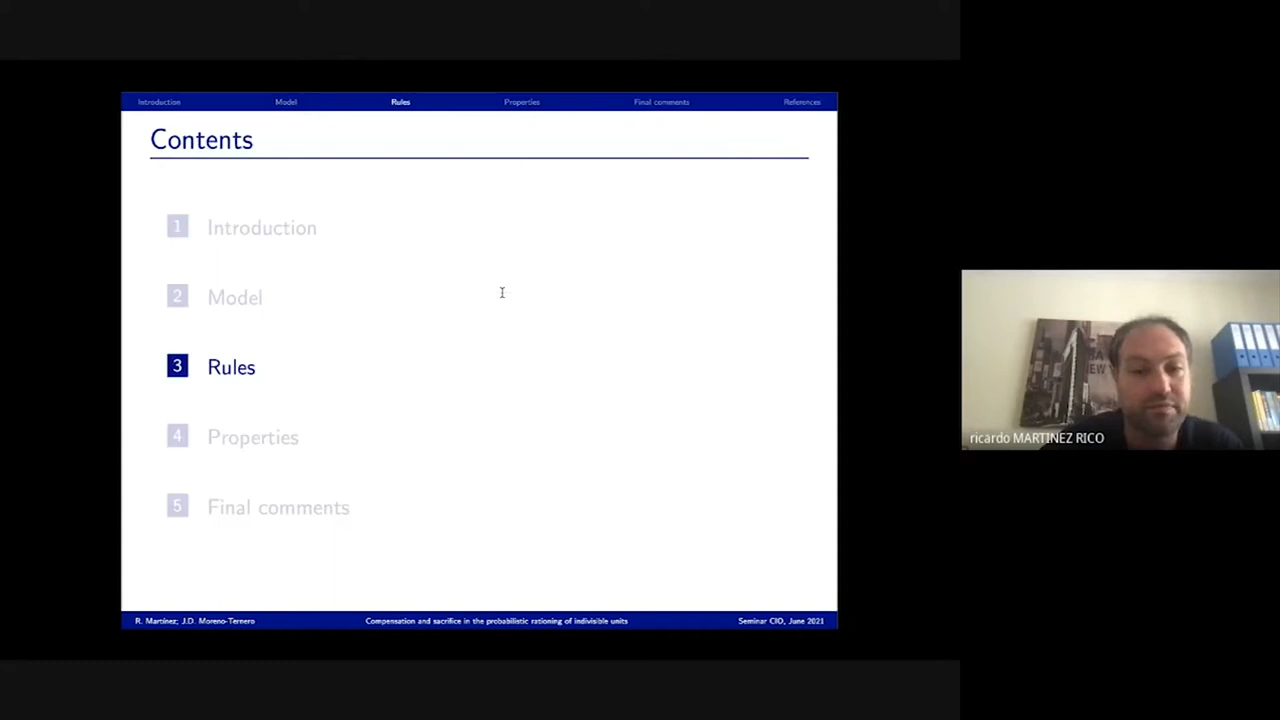 Introduction Model Rules Properties Final comments References
Contents
1 Introduction
2 Model
3 Rules
4 Properties
5 Final comments
R. Martínez; J.D. Moreno-Ternero Compensation and sacrifice in the probabilistic rationing of indivisible units Seminar CIO, June 2021
NEW
ricardo MARTINEZ RICO